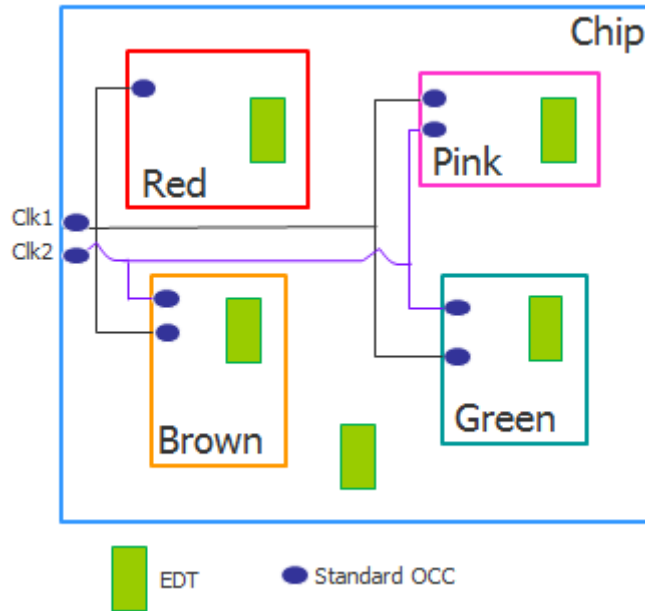 Chip
Red
Pink
Clk1
Clk2
Brown
Green
EDT
Standard OCC